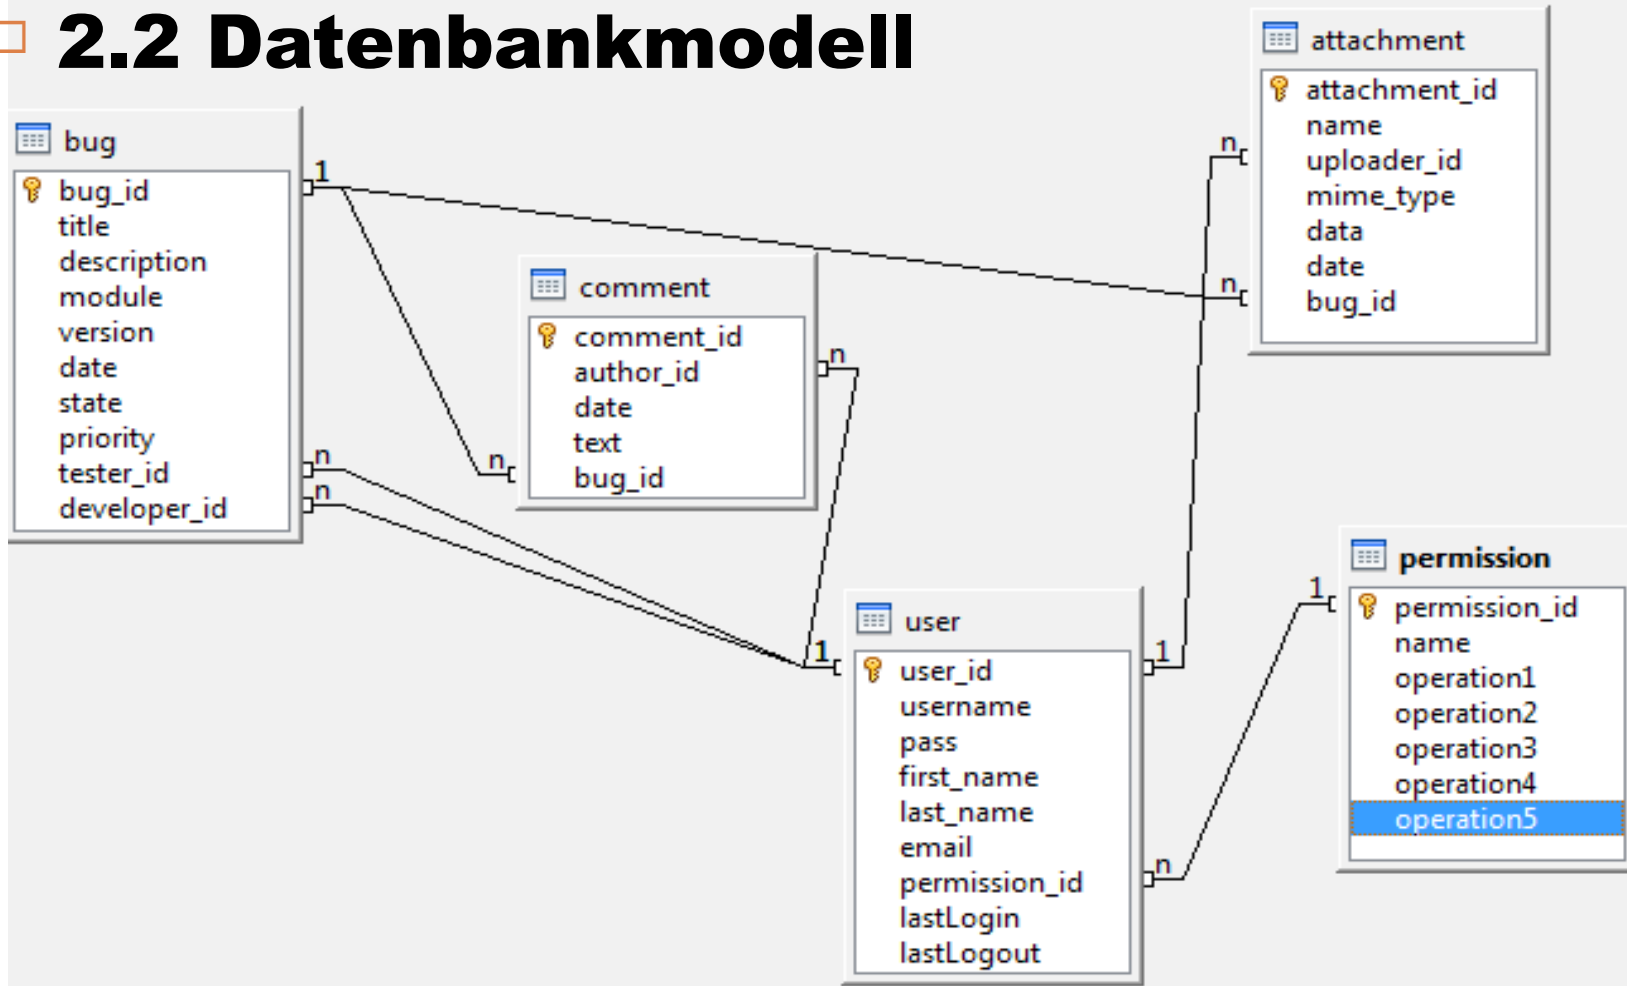 2.2 Datenbankmodell
bug
bug_id
title
description
module
version
date
state
priority
tester_id
developer_id
1
n
n
comment
comment_id
author_id
date
text
bug_id
n
n
attachment
attachment_id
name
uploader_id
mime_type
data
date
bug_id
n
n
user
user_id
username
pass
first_name
last_name
email
permission_id
lastLogin
lastLogout
1
1
n
permission
permission_id
name
operation1
operation2
operation3
operation4
operation5
1